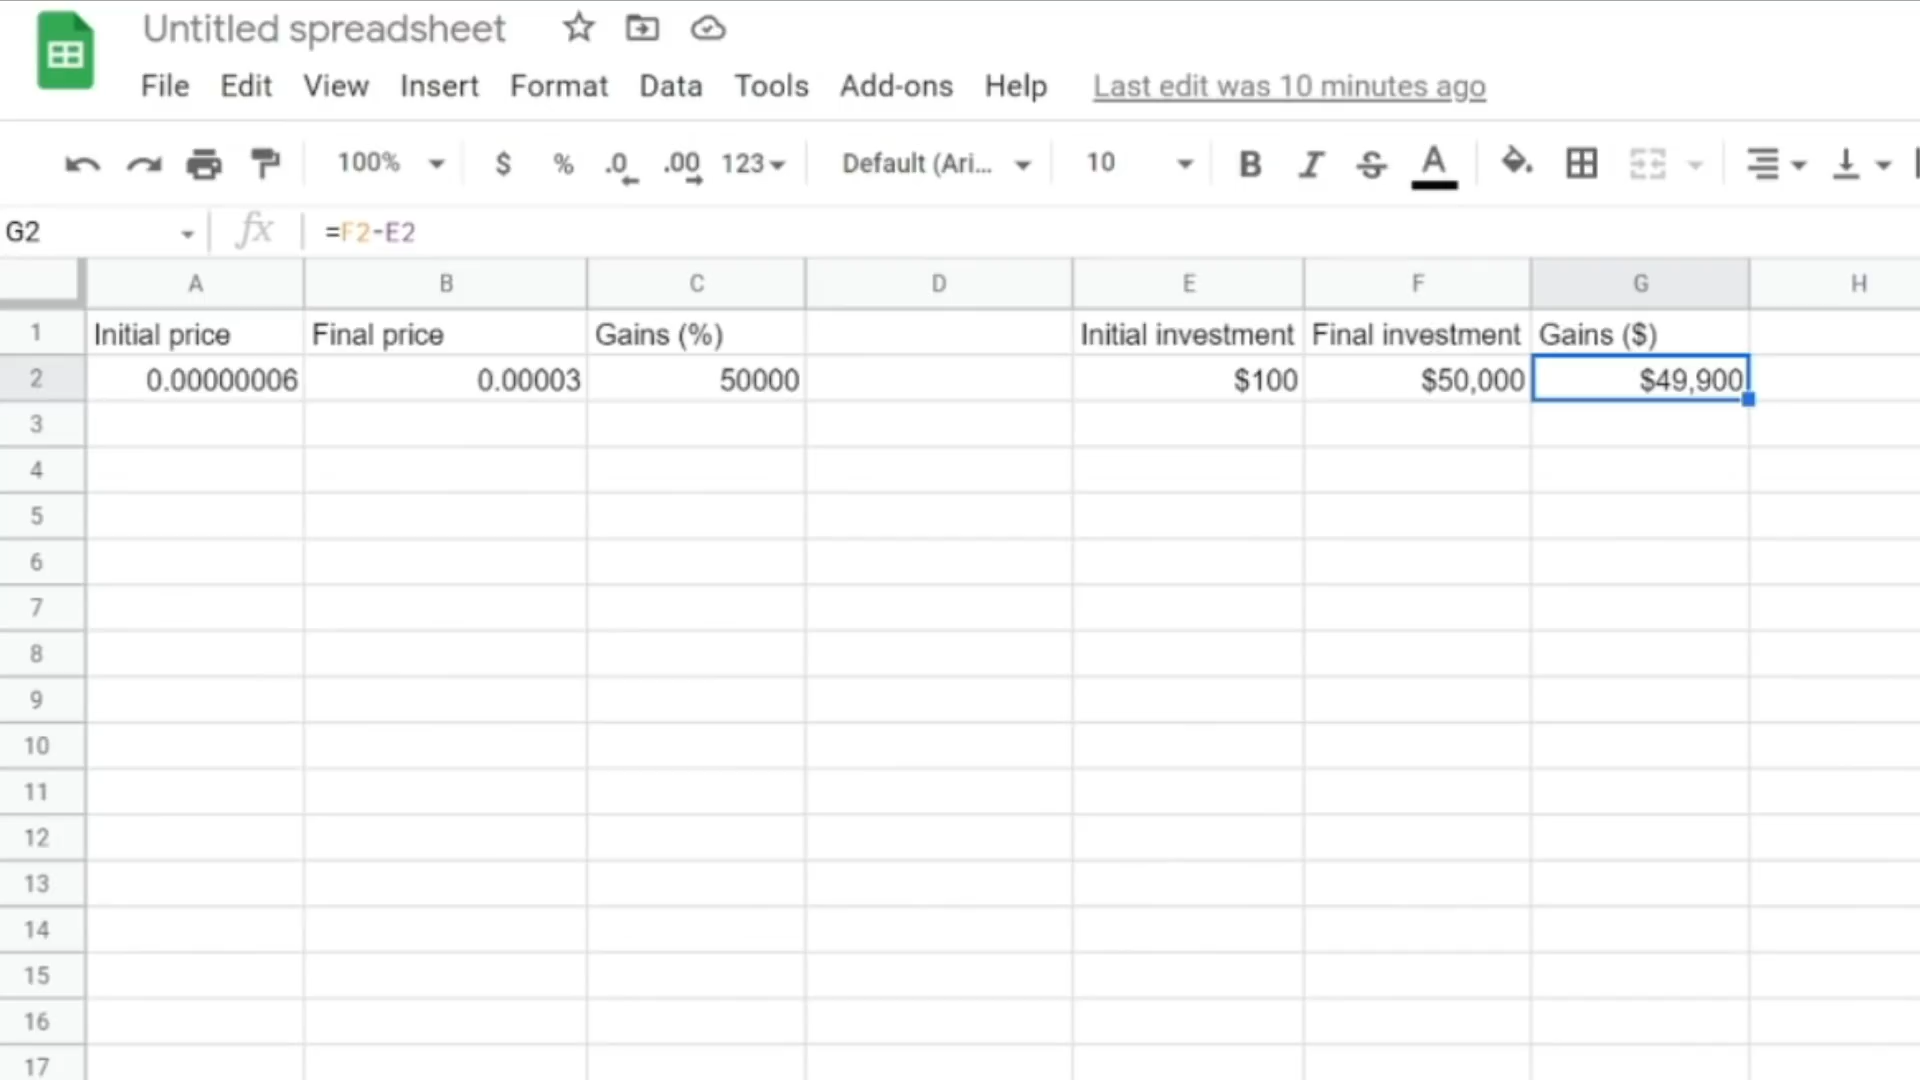 Untitled spreadsheet
File Edit View Insert Format Data Tools Add-ons Help Last edit was 10 minutes ago
100% $ % .0 .00 123 Default (Ari... 10 B I S A
G2 fx =F2-E2
A B C D E F G H
1 Initial price Final price Gains (%) Initial investment Final investment Gains ($)
2 0.00000006 0.00003 50000 $100 $50,000 $49,900
3
4
5
6
7
8
9
10
11
12
13
14
15
16
17